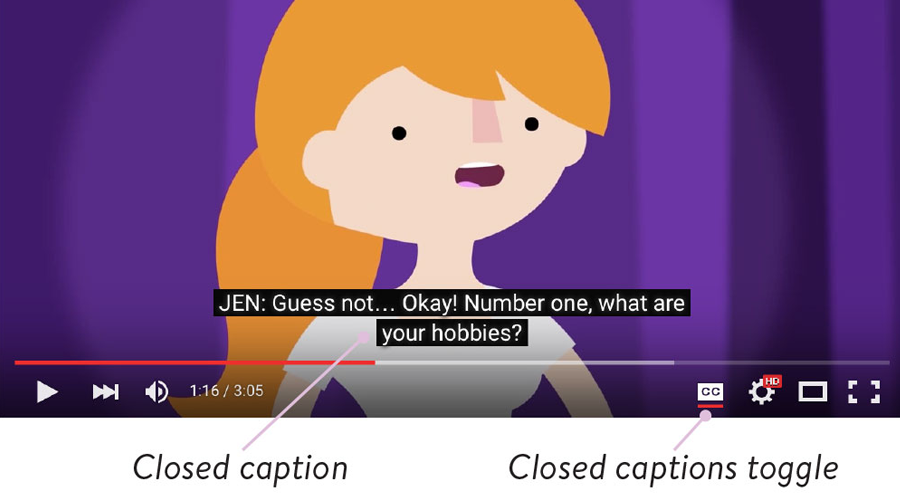 JEN: Guess not... Okay! Number one, what are
your hobbies?
1:16 / 3:05
CC
HD
Closed caption
Closed captions toggle